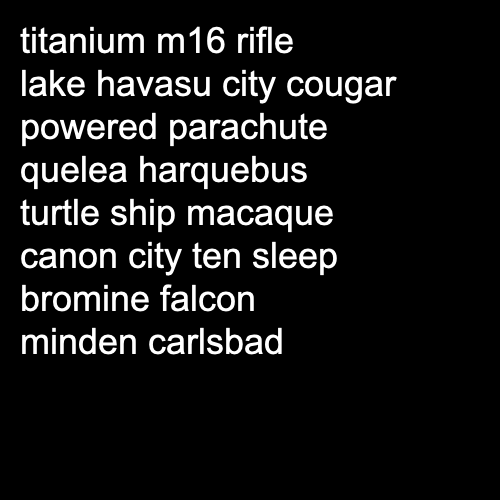 titanium m16 rifle
lake havasu city cougar
powered parachute
quelea harquebus
turtle ship macaque
canon city ten sleep
bromine falcon
minden carlsbad